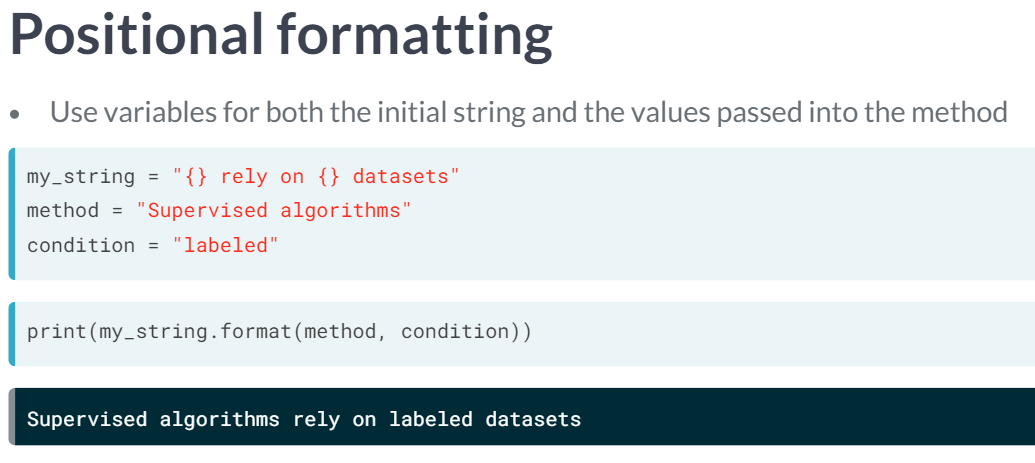 Positional formatting
• Use variables for both the initial string and the values passed into the method
my_string = "{} rely on {} datasets"
method = "Supervised algorithms"
condition = "labeled"
print(my_string.format(method, condition))
Supervised algorithms rely on labeled datasets